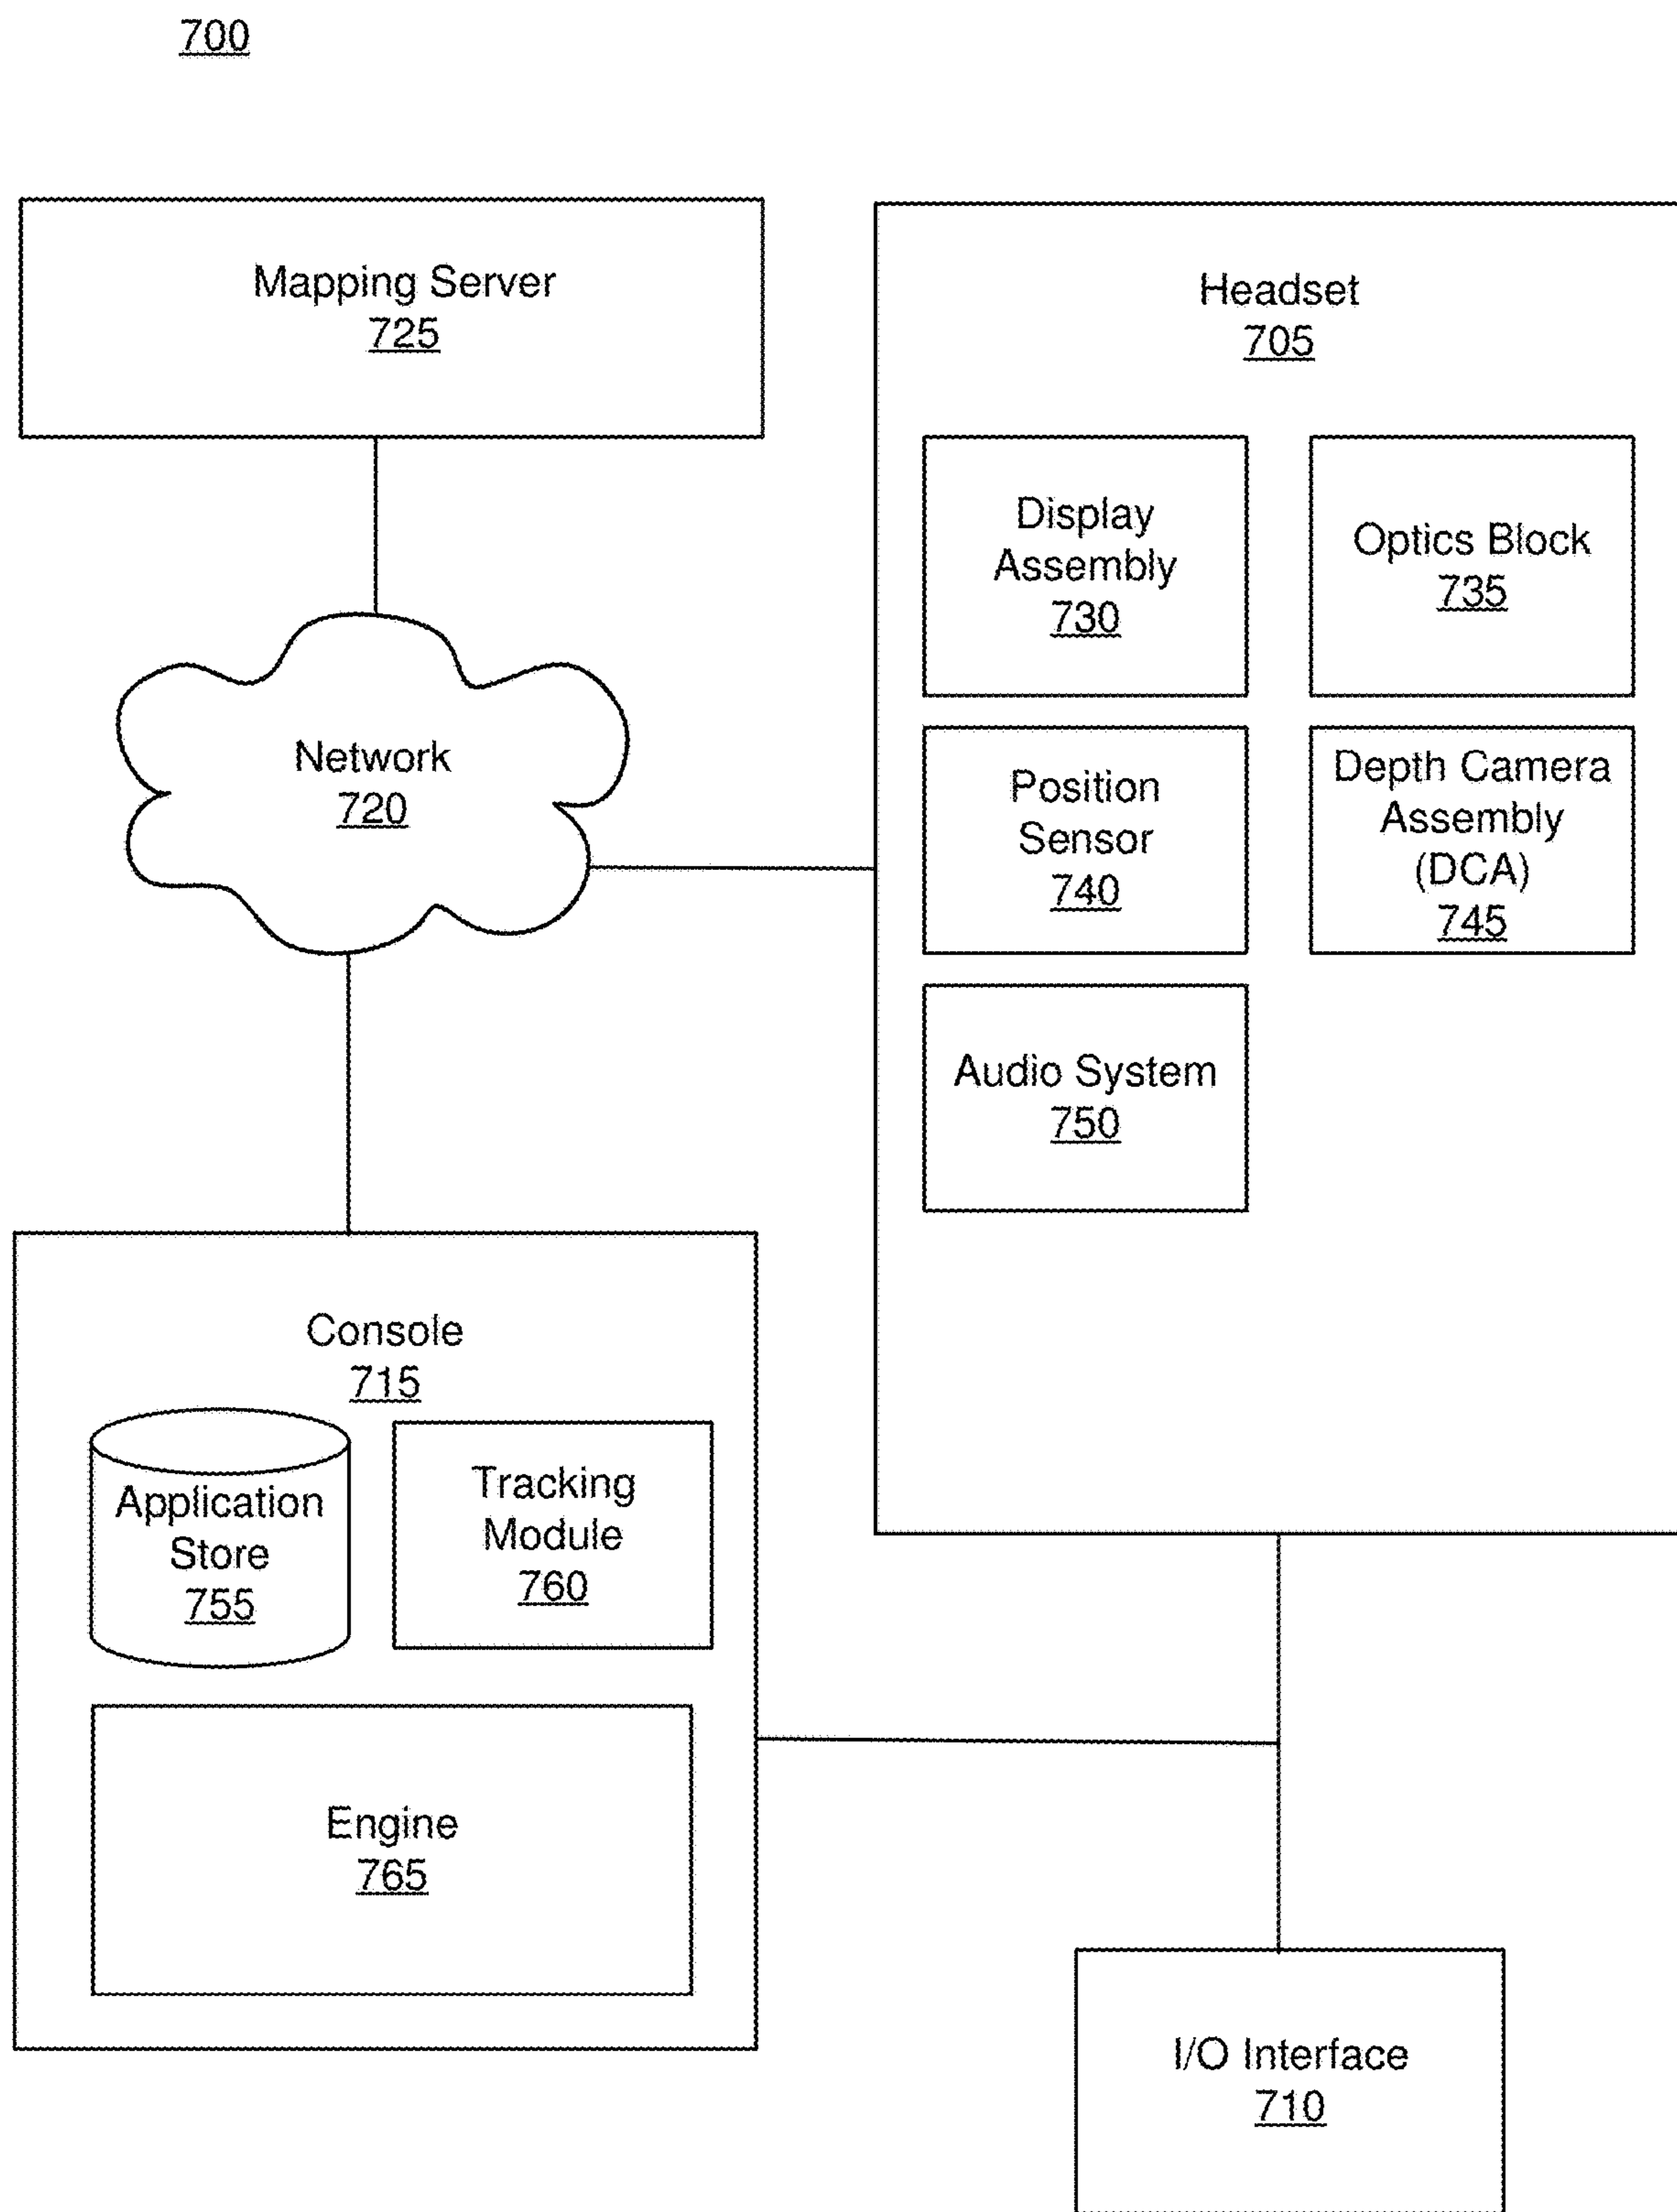 700
Mapping Server
725
Headset
705
Display
Assembly
730
Optics Block
735
Network
720
Position
Sensor
740
Depth Camera
Assembly
(DCA)
745
Audio System
750
Console
715
Application
Store
755
Tracking
Module
760
Engine
765
I/O Interface
710